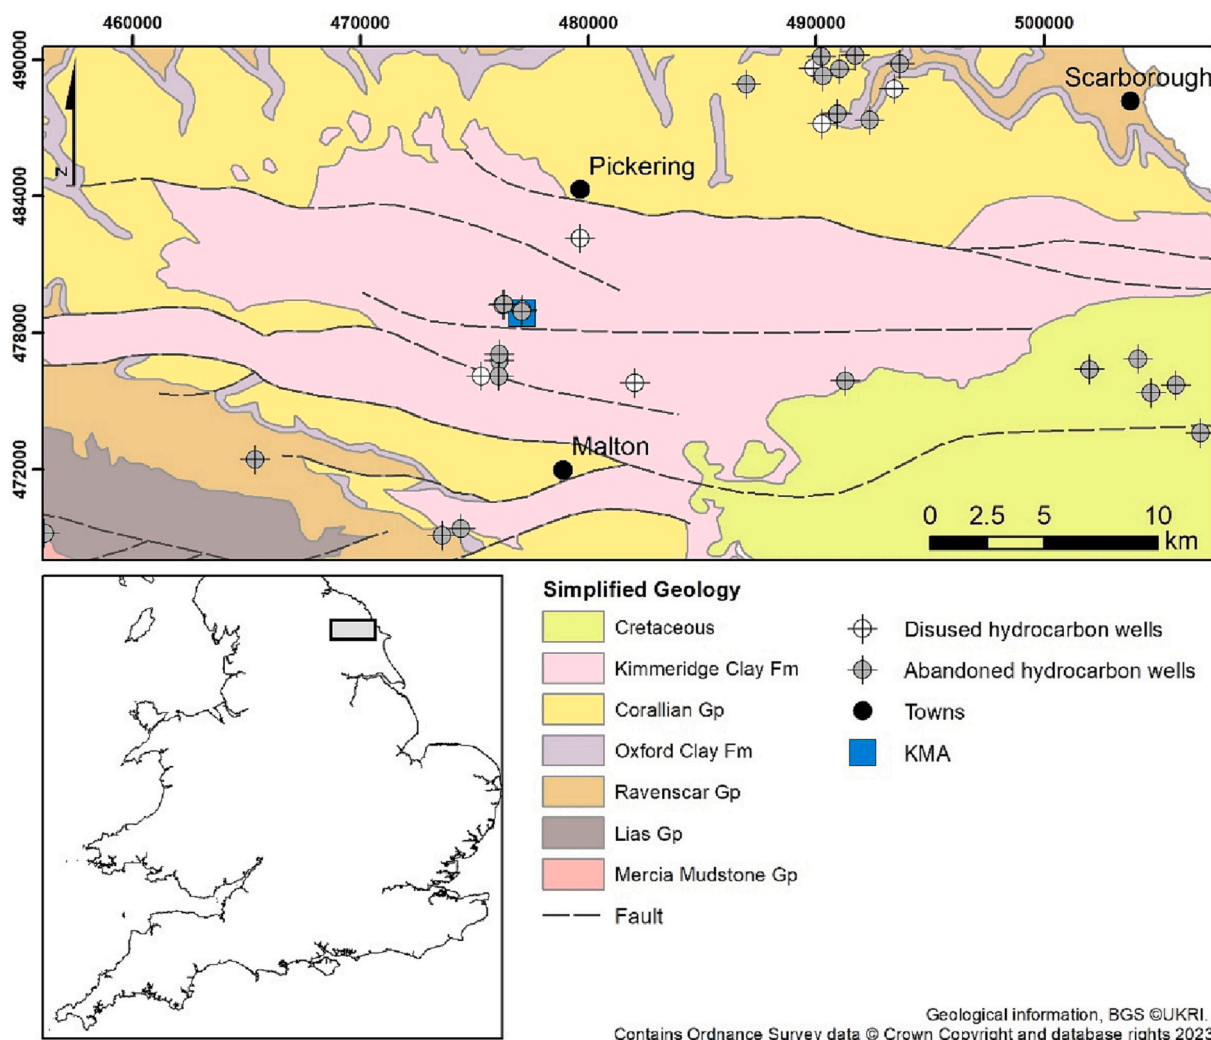 460000 470000 480000 490000 500000
490000
484000
478000
472000
N
Scarborough
Pickering
Malton
0 2.5 5 10
km
Simplified Geology
Cretaceous
Kimmeridge Clay Fm
Corallian Gp
Oxford Clay Fm
Ravenscar Gp
Lias Gp
Mercia Mudstone Gp
Fault
Disused hydrocarbon wells
Abandoned hydrocarbon wells
Towns
KMA
Geological information, BGS ©UKRI.
Contains Ordnance Survey data © Crown Copyright and database rights 2023